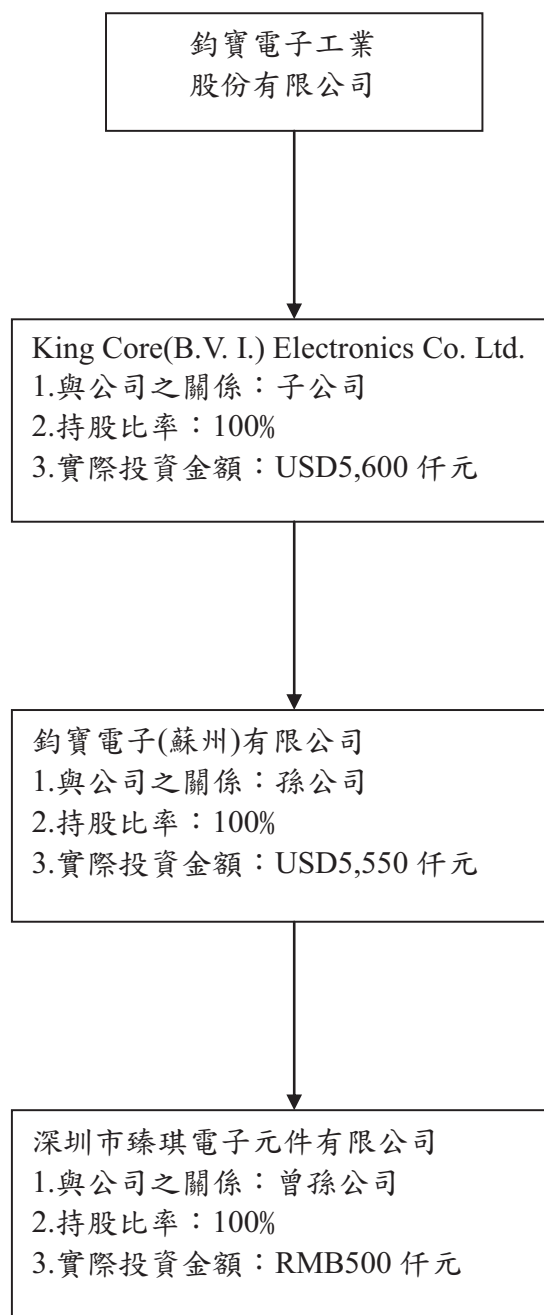 鈞寶電子工業
股份有限公司
King Core(B.V. I.) Electronics Co. Ltd.
1.與公司之關係：子公司
2.持股比率：100%
3.實際投資金額：USD5,600 仟元
鈞寶電子(蘇州)有限公司
1.與公司之關係：孫公司
2.持股比率：100%
3.實際投資金額：USD5,550 仟元
深圳市臻琪電子元件有限公司
1.與公司之關係：曾孫公司
2.持股比率：100%
3.實際投資金額：RMB500 仟元